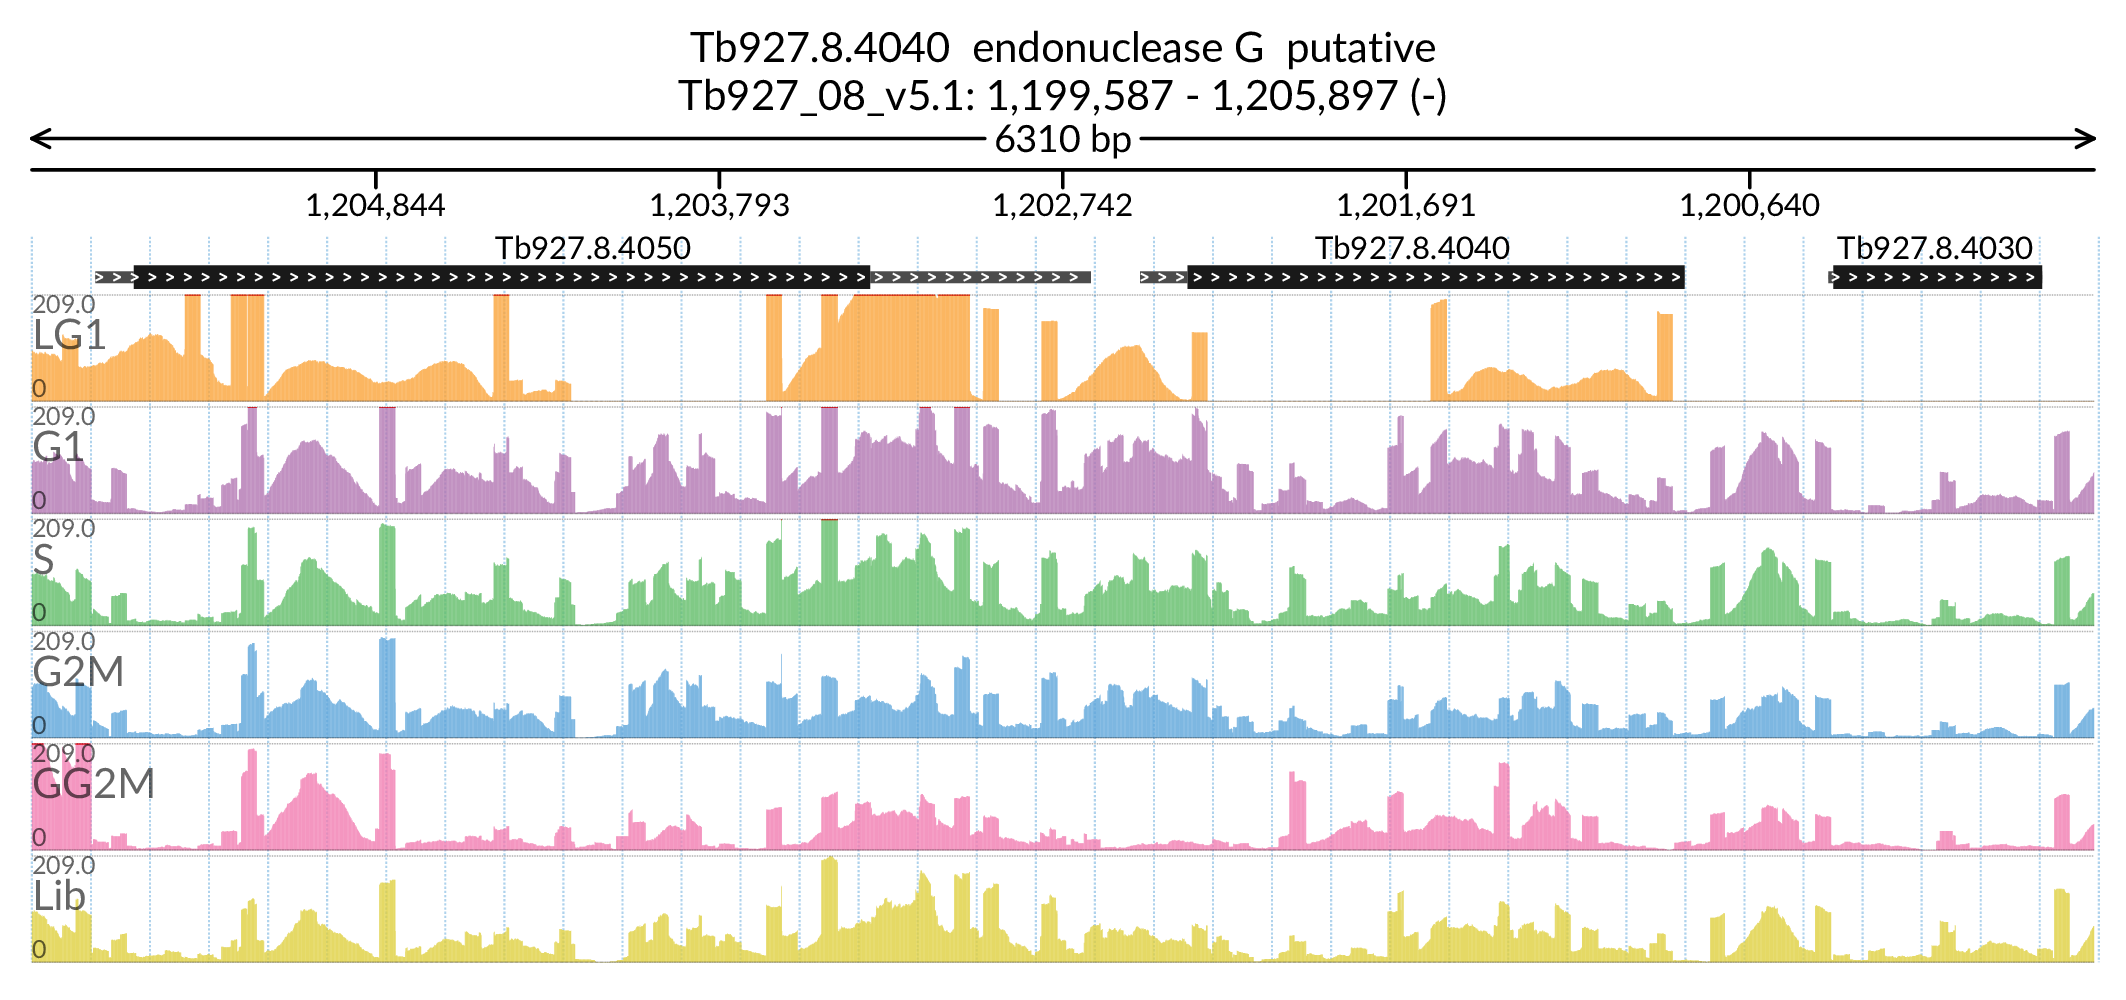 Tb927.8.4040  endonuclease G  putative
Tb927_08_v5.1: 1,199,587 - 1,205,897 (-)
6310 bp
1,204,844 1,203,793 1,202,742 1,201,691 1,200,640
Tb927.8.4050 Tb927.8.4040 Tb927.8.4030
209.0
LG1
0
209.0
G1
0
209.0
S
0
209.0
G2M
0
209.0
GG2M
0
209.0
Lib
0